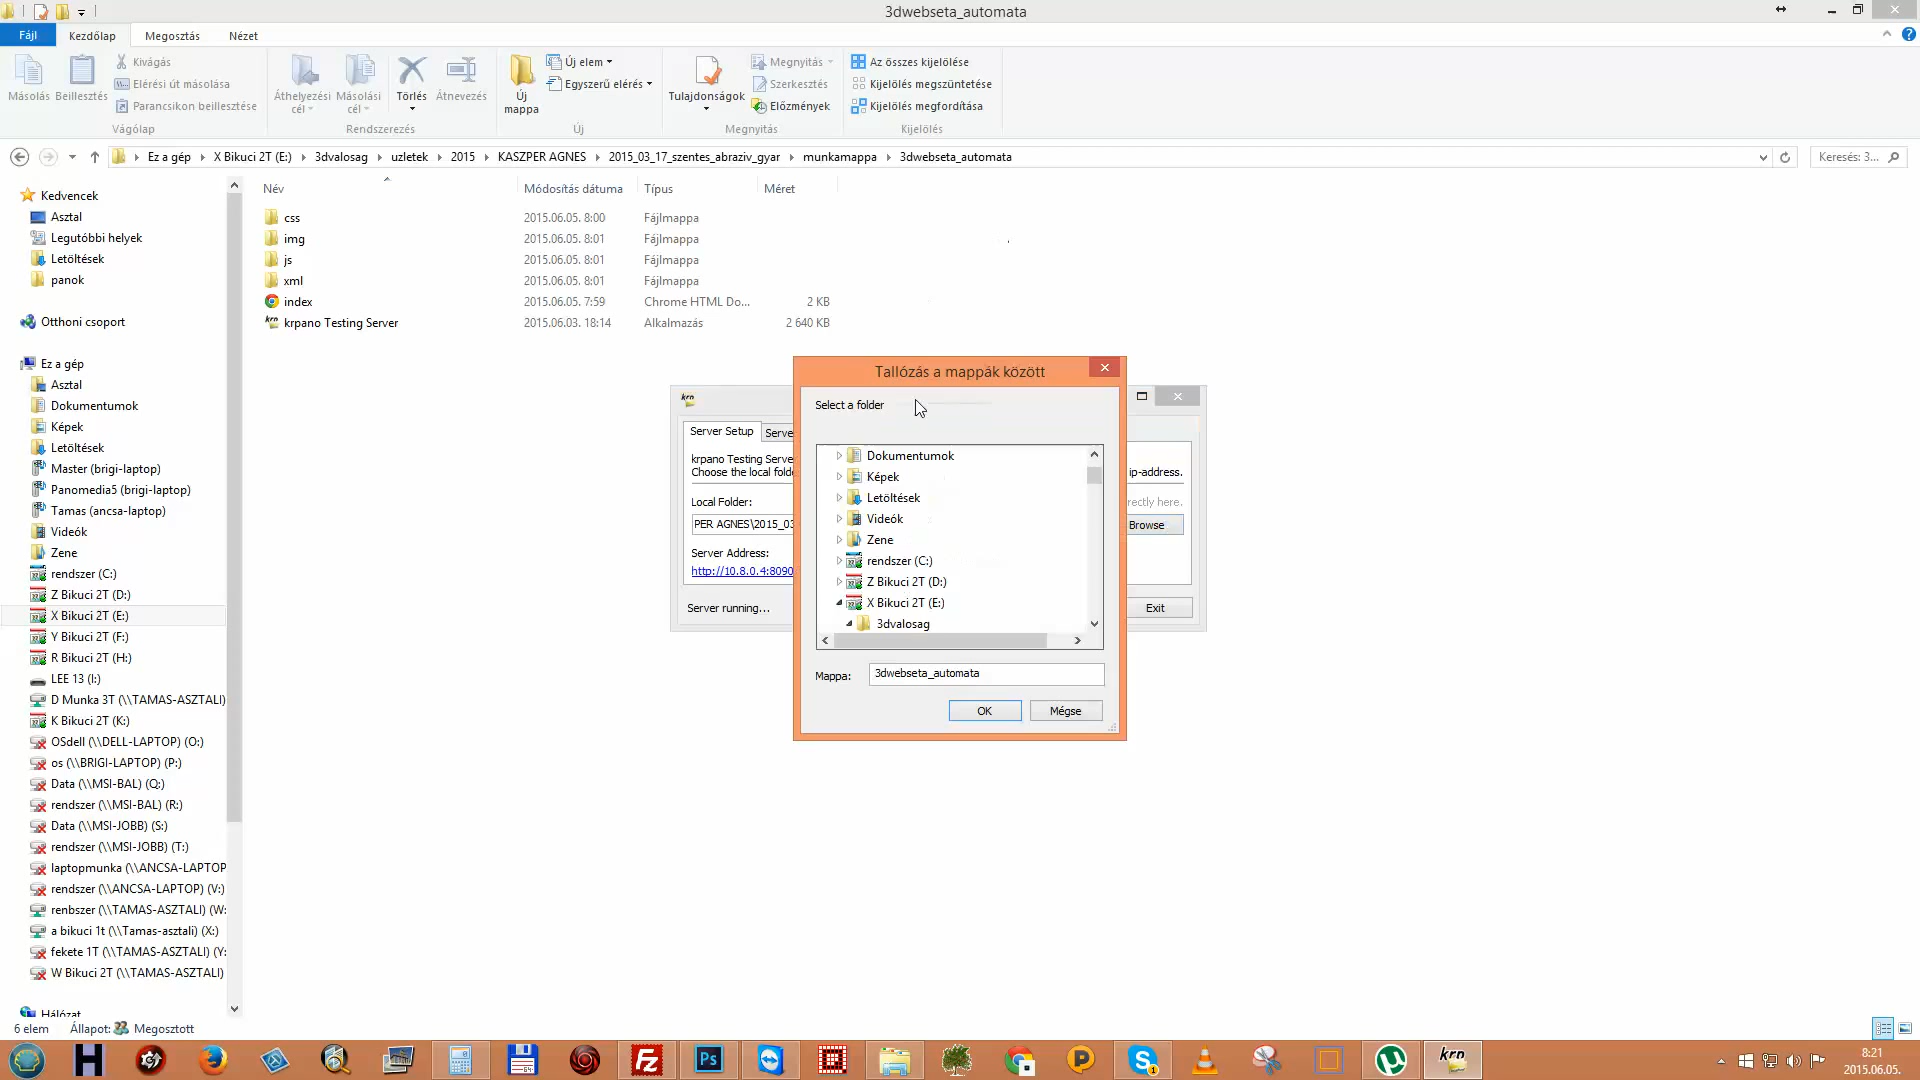 3dwebseta_automata
Fájl
Kezdőlap
Megosztás
Nézet
Másolás
Beillesztés
Kivágás
Elérési út másolása
Parancsikon beillesztése
Vágólap
Áthelyezési cél
Másolási cél
Törlés
Átnevezés
Rendszerezés
Új mappa
Új elem
Egyszerű elérés
Új
Tulajdonságok
Megnyitás
Szerkesztés
Előzmények
Megnyitás
Az összes kijelölése
Kijelölés megszüntetése
Kijelölés megfordítása
Kijelölés
Ez a gép
X Bikuci 2T (E:)
3dvalosag
uzletek
2015
KASZPER AGNES
2015_03_17_szentes_abraziv_gyar
munkamappa
3dwebseta_automata
Keresés: 3...
Kedvencek
Asztal
Legutóbbi helyek
Letöltések
panok
Otthoni csoport
Ez a gép
Asztal
Dokumentumok
Képek
Letöltések
Master (brigi-laptop)
Panomedia5 (brigi-laptop)
Tamas (ancsa-laptop)
Videók
Zene
rendszer (C:)
Z Bikuci 2T (D:)
X Bikuci 2T (E:)
Y Bikuci 2T (F:)
R Bikuci 2T (H:)
LEE 13 (I:)
D Munka 3T (\\TAMAS-ASZTALI)
K Bikuci 2T (K:)
OSdell (\\DELL-LAPTOP) (O:)
os (\\BRIGI-LAPTOP) (P:)
Data (\\MSI-BAL) (Q:)
rendszer (\\MSI-BAL) (R:)
Data (\\MSI-JOBB) (S:)
rendszer (\\MSI-JOBB) (T:)
laptopmunka (\\ANCSA-LAPTOP
rendszer (\\ANCSA-LAPTOP) (V:)
renbszer (\\TAMAS-ASZTALI) (W:
a bikuci 1t (\\Tamas-asztali) (X:)
fekete 1T (\\TAMAS-ASZTALI) (Y:
W Bikuci 2T (\\TAMAS-ASZTALI)
Hálózat
6 elem
Állapot:
Megosztott
Név
Módosítás dátuma
Típus
Méret
css 2015.06.05. 8:00 Fájlmappa
img 2015.06.05. 8:01 Fájlmappa
js 2015.06.05. 8:01 Fájlmappa
xml 2015.06.05. 8:01 Fájlmappa
index 2015.06.05. 7:59 Chrome HTML Do... 2 KB
krpano Testing Server 2015.06.03. 18:14 Alkalmazás 2 640 KB
krp
Server Setup
Serve
krpano Testing Serve
ip-address.
Choose the local folde
Local Folder:
rectly here.
PER AGNES\2015_03
Browse
Server Address:
http://10.8.0.4:8090
Server running...
Exit
Tallózás a mappák között
Select a folder
Dokumentumok
Képek
Letöltések
Videók
Zene
rendszer (C:)
Z Bikuci 2T (D:)
X Bikuci 2T (E:)
3dvalosag
Mappa:
3dwebseta_automata
OK
Mégse
H
64
Fz
Ps
S
1
krp
8:21
2015.06.05.